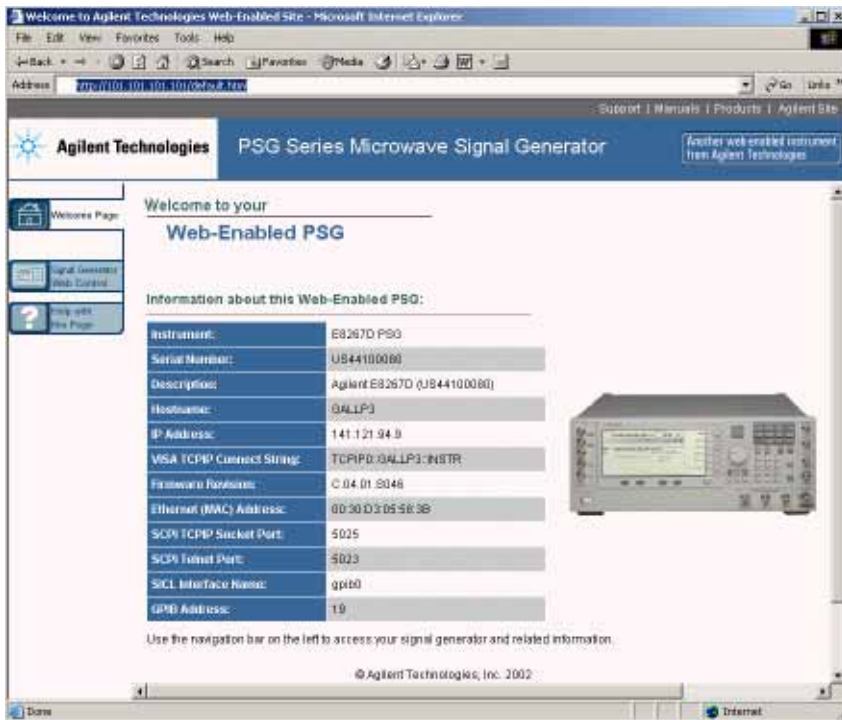 Welcome to Agilent Technologies Web-Enabled Site - Microsoft Internet Explorer
File Edit View Favorites Tools Help
Back Search Favorites Media
Address http://101.101.101.101/default.htm Go Links
Support | Manuals | Products | Agilent Site
Agilent Technologies
PSG Series Microwave Signal Generator
Another web-enabled instrument
from Agilent Technologies
Welcome Page
Signal Generator
Web Control
Help with
this Page
Welcome to your
Web-Enabled PSG
Information about this Web-Enabled PSG:
Instrument: E8267D PSG
Serial Number: US44100080
Description: Agilent E8267D (US44100080)
Hostname: GALLP3
IP Address: 141.121.94.9
VISA TCPIP Connect String: TCPIP0::GALLP3::INSTR
Firmware Revision: C.04.01.8046
Ethernet (MAC) Address: 00:30:D3:05:58:3B
SCPI TCPIP Socket Port: 5025
SCPI Telnet Port: 5023
SICL Interface Name: gpib0
GPIB Address: 19
Use the navigation bar on the left to access your signal generator and related information.
© Agilent Technologies, Inc. 2002
Done
Internet